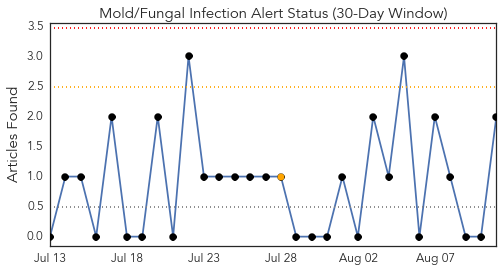 Mold/Fungal Infection Alert Status (30-Day Window)
Articles Found
3.5
3.0
2.5
2.0
1.5
1.0
0.5
0.0
Jul 13 Jul 18 Jul 23 Jul 28 Aug 02 Aug 07